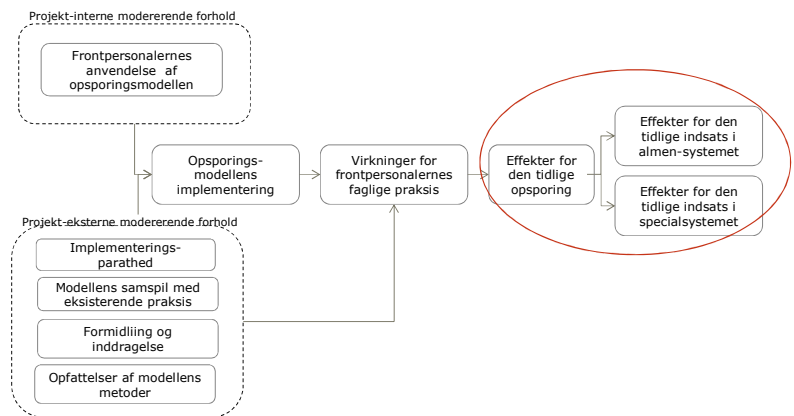 Projekt-interne modererende forhold
Frontpersonalernes
anvendelse af
opsporingsmodellen
Opsporings-
modellens
implementering
Virkninger for
frontpersonalernes
faglige praksis
Effekter for
den tidlige
opsporing
Effekter for den
tidlige indsats i
almen-systemet
Effekter for den
tidlige indsats i
specialsystemet
Projekt-eksterne modererende forhold
Implementerings-
parathed
Modellens samspil med
eksisterende praksis
Formidliing og
inddragelse
Opfattelser af modellens
metoder